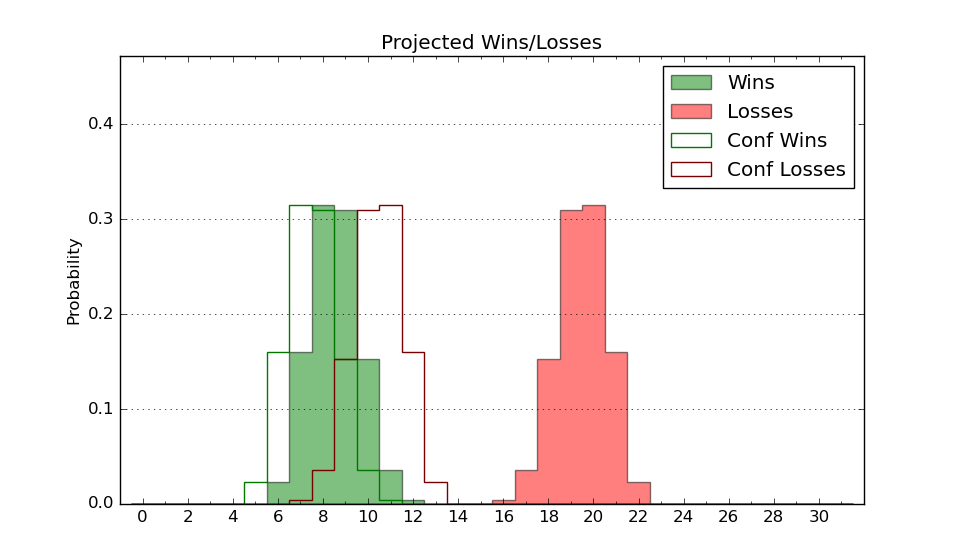 Projected Wins/Losses
Wins
Losses
Conf Wins
Conf Losses
Probability
0.4
0.3
0.2
0.1
0.0
0 2 4 6 8 10 12 14 16 18 20 22 24 26 28 30